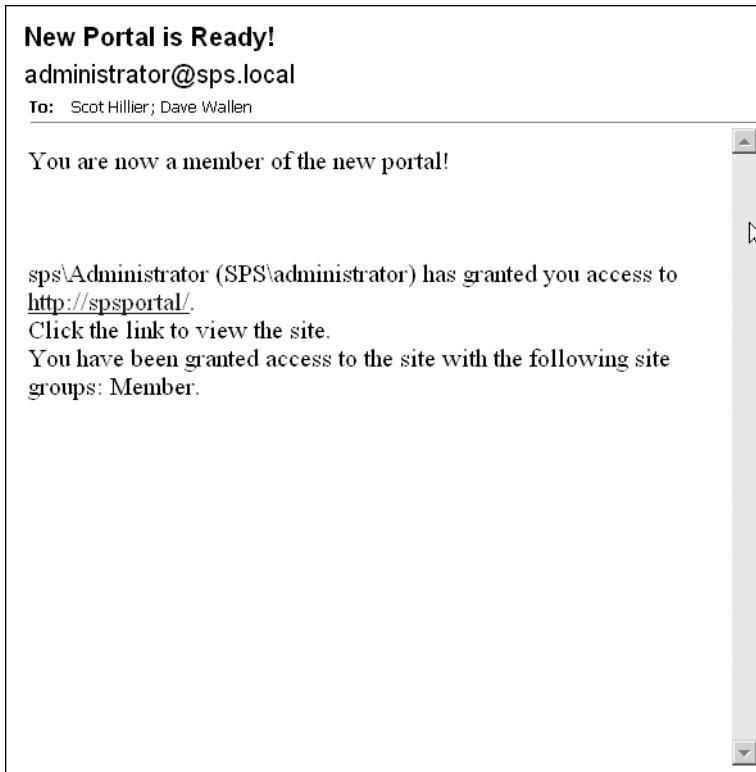 New Portal is Ready!
administrator@sps.local
To: Scot Hillier; Dave Wallen
You are now a member of the new portal!
sps\Administrator (SPS\administrator) has granted you access to
http://spsportal/.
Click the link to view the site.
You have been granted access to the site with the following site
groups: Member.